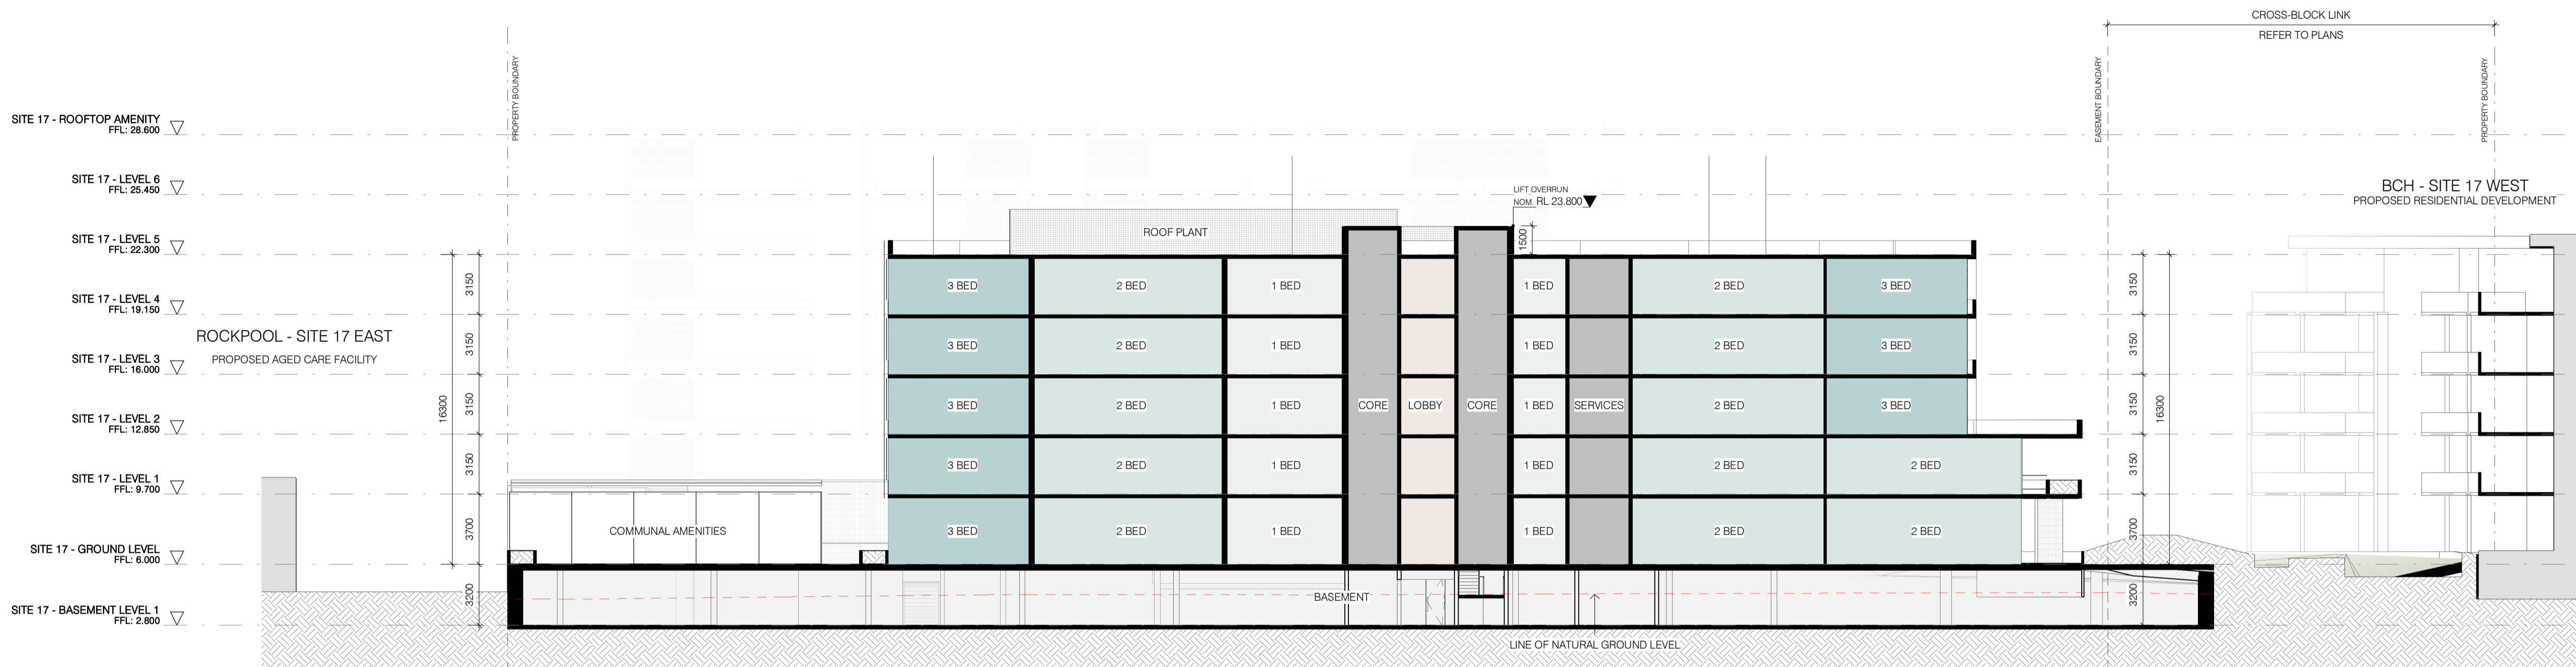 CROSS-BLOCK LINK
REFER TO PLANS
PROPERTY BOUNDARY
EASEMENT BOUNDARY
PROPERTY BOUNDARY
SITE 17 - ROOFTOP AMENITY
FFL: 28.600
SITE 17 - LEVEL 6
FFL: 25.450
LIFT OVERRUN
NOM. RL 23.800
BCH - SITE 17 WEST
PROPOSED RESIDENTIAL DEVELOPMENT
SITE 17 - LEVEL 5
FFL: 22.300
ROOF PLANT
1500
3150
3 BED
2 BED
1 BED
1 BED
2 BED
3 BED
3150
SITE 17 - LEVEL 4
FFL: 19.150
ROCKPOOL - SITE 17 EAST
PROPOSED AGED CARE FACILITY
3150
3 BED
2 BED
1 BED
1 BED
2 BED
3 BED
3150
SITE 17 - LEVEL 3
FFL: 16.000
16300
3150
3 BED
2 BED
1 BED
CORE
LOBBY
CORE
1 BED
SERVICES
2 BED
3 BED
3150
16300
SITE 17 - LEVEL 2
FFL: 12.850
3150
3 BED
2 BED
1 BED
1 BED
2 BED
2 BED
3150
SITE 17 - LEVEL 1
FFL: 9.700
3700
COMMUNAL AMENITIES
3 BED
2 BED
1 BED
1 BED
2 BED
2 BED
3700
SITE 17 - GROUND LEVEL
FFL: 6.000
3200
BASEMENT
3200
SITE 17 - BASEMENT LEVEL 1
FFL: 2.800
LINE OF NATURAL GROUND LEVEL